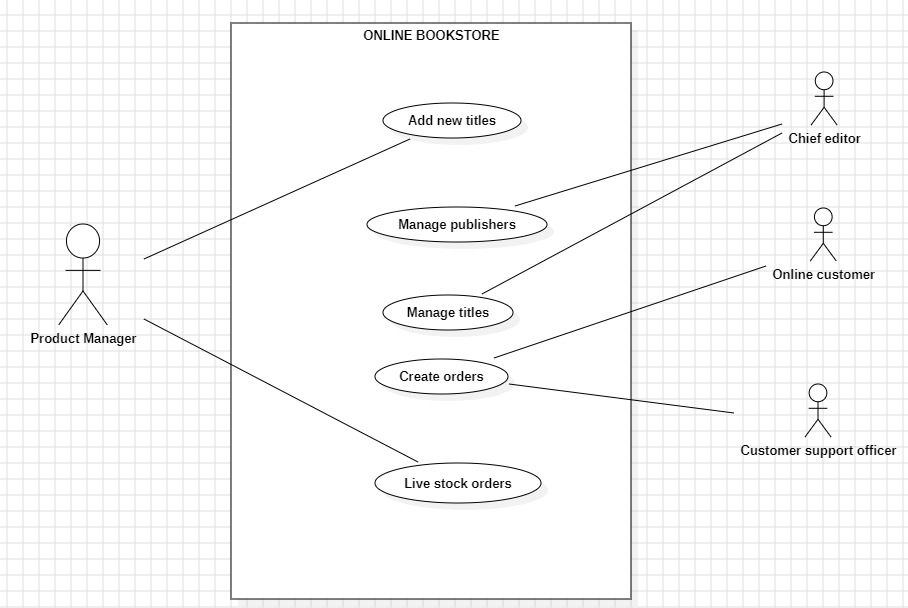 ONLINE BOOKSTORE
Add new titles
Chief editor
Manage publishers
Online customer
Manage titles
Product Manager
Create orders
Customer support officer
Live stock orders